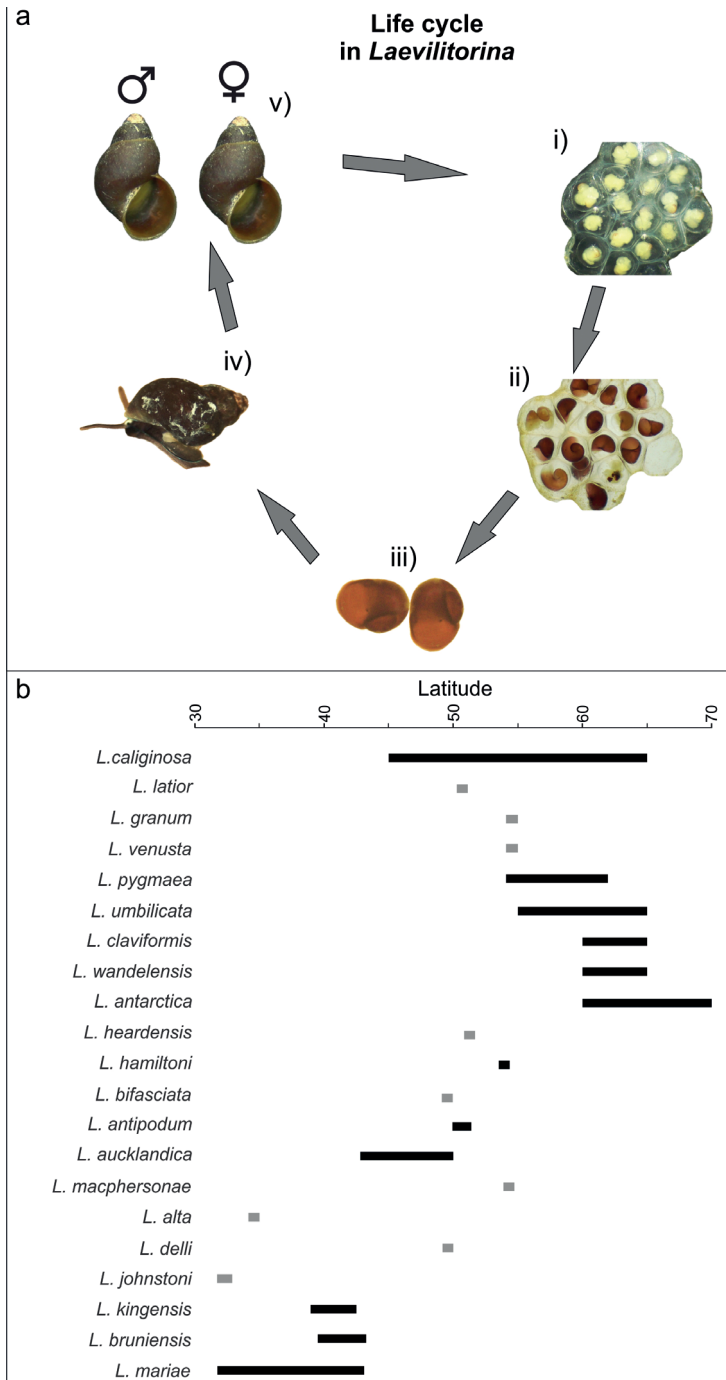 a
Life cycle
in Laevilitorina
♂ ♀
v)
i)
iv)
ii)
iii)
b
Latitude
-30 -40 -50 -60 -70
L.caliginosa
L. latior
L. granum
L. venusta
L. pygmaea
L. umbilicata
L. claviformis
L. wandelensis
L. antarctica
L. heardensis
L. hamiltoni
L. bifasciata
L. antipodum
L. aucklandica
L. macphersonae
L. alta
L. delli
L. johnstoni
L. kingensis
L. bruniensis
L. mariae